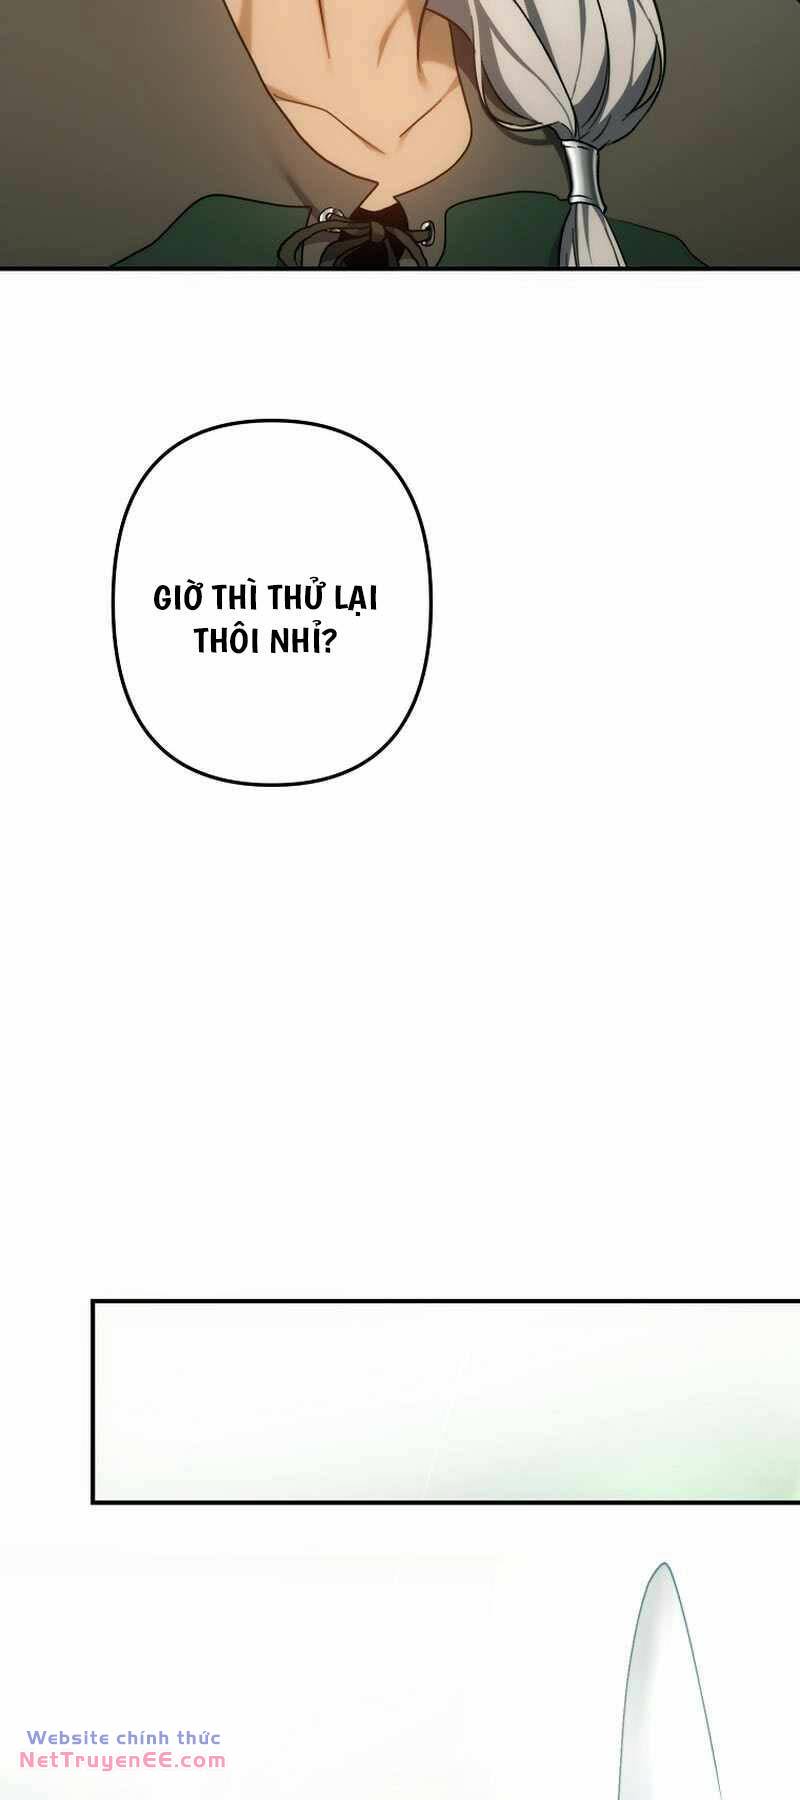 GIỜ THÌ THỬ LẠI
THÔI NHỈ?
Website chính thức
NetTruyenEE.com